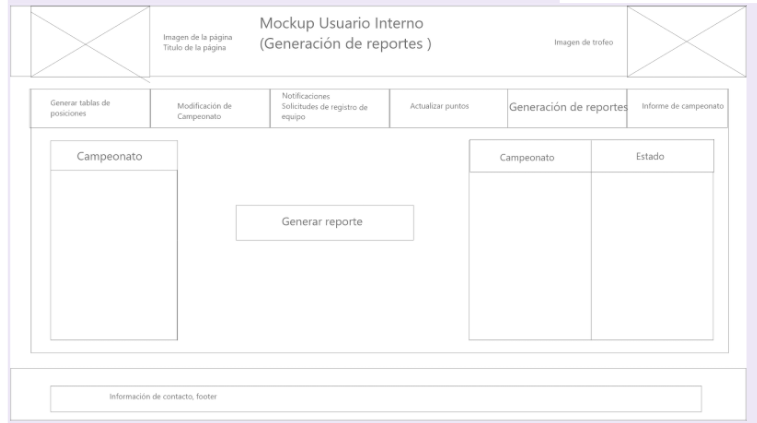 Mockup Usuario Interno
(Generación de reportes )
Imagen de la página
Titulo de la página
Imagen de trofeo
Generar tablas de
posiciones
Modificación de
Campeonato
Notificaciones
Solicitudes de registro de
equipo
Actualizar puntos
Generación de reportes
Informe de campeonato
Campeonato
Generar reporte
Campeonato
Estado
Información de contacto, footer